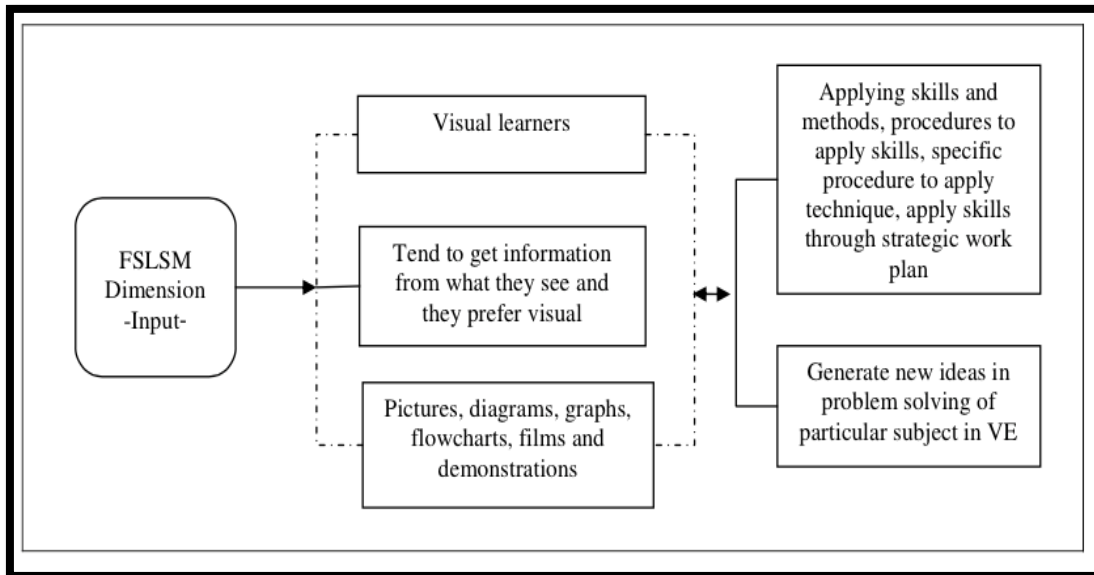 FSLSM
Dimension
-Input-
Visual learners
Tend to get information
from what they see and
they prefer visual
Pictures, diagrams, graphs,
flowcharts, films and
demonstrations
Applying skills and
methods, procedures to
apply skills, specific
procedure to apply
technique, apply skills
through strategic work
plan
Generate new ideas in
problem solving of
particular subject in VE